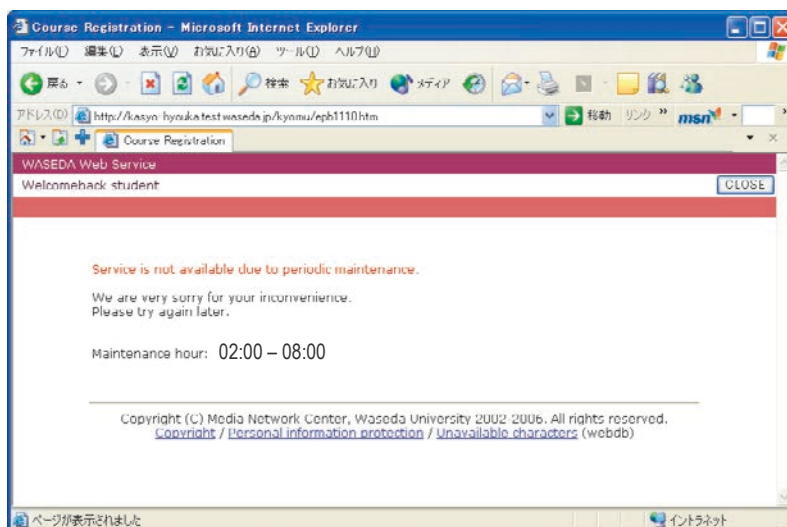 Course Registration - Microsoft Internet Explorer
ファイル(F) 編集(E) 表示(V) お気に入り(A) ツール(T) ヘルプ(H)
戻る 検索 お気に入り メディア
アドレス(D) http://kasyo-hyouka.test.waseda.jp/kyomu/epb1110.htm 移動 リンク » msn
Course Registration
WASEDA Web Service
Welcomeback student CLOSE
Service is not available due to periodic maintenance.
We are very sorry for your inconvenience.
Please try again later.
Maintenance hour: 02:00 – 08:00
Copyright (C) Media Network Center, Waseda University 2002-2006. All rights reserved.
Copyright / Personal information protection / Unavailable characters (webdb)
ページが表示されました イントラネット